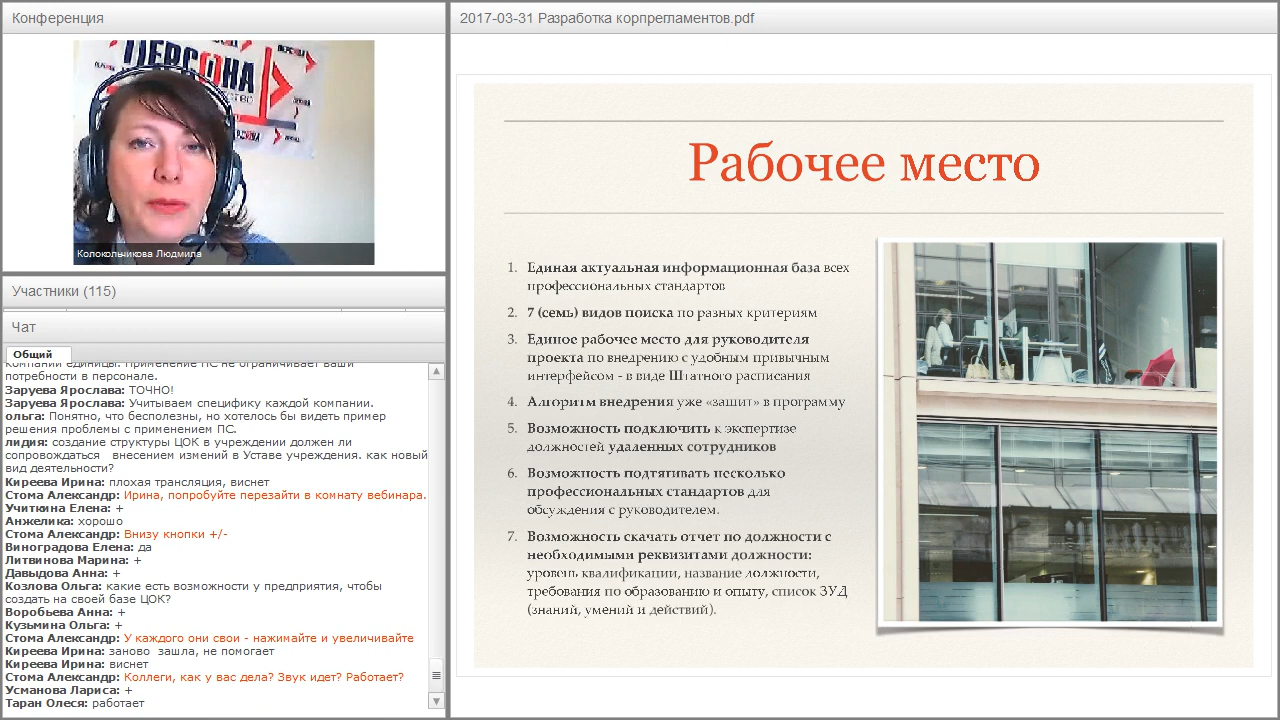 Конференция
ПЕРСОНА
Колокольчикова Людмила
Участники (115)
Чат
Общий
компании единицы. Применение ПС не ограничивает ваши
потребности в персонале.
Заруева Ярослава: ТОЧНО!
Заруева Ярослава: Учитываем специфику каждой компании.
ольга: Понятно, что бесполезны, но хотелось бы видеть пример
решения проблемы с применением ПС.
лидия: создание структуры ЦОК в учреждении должен ли
сопровождаться внесением измений в Уставе учреждения. как новый
вид деятельности?
Киреева Ирина: плохая трансляция, виснет
Стома Александр: Ирина, попробуйте перезайти в комнату вебинара.
Учиткина Елена: +
Анжелика: хорошо
Стома Александр: Внизу кнопки +/-
Виноградова Елена: да
Литвинова Марина: +
Давыдова Анна: +
Козлова Ольга: какие есть возможности у предприятия, чтобы
создать на своей базе ЦОК?
Воробьева Анна: +
Кузьмина Ольга: +
Стома Александр: У каждого они свои - нажимайте и увеличивайте
Киреева Ирина: заново зашла, не помогает
Киреева Ирина: виснет
Стома Александр: Коллеги, как у вас дела? Звук идет? Работает?
Усманова Лариса: +
Таран Олеся: работает
2017-03-31 Разработка корпрегламентов.pdf
Рабочее место
1. Единая актуальная информационная база всех
профессиональных стандартов
2. 7 (семь) видов поиска по разных критериям
3. Единое рабочее место для руководителя
проекта по внедрению с удобным привычным
интерфейсом - в виде Штатного расписания
4. Алгоритм внедрения уже «зашит» в программу
5. Возможность подключить к экспертизе
должностей удаленных сотрудников
6. Возможность подтягивать несколько
профессиональных стандартов для
обсуждения с руководителем.
7. Возможность скачать отчет по должности с
необходимыми реквизитами должности:
уровень квалификации, название должности,
требования по образованию и опыту, список ЗУД
(знаний, умений и действий).